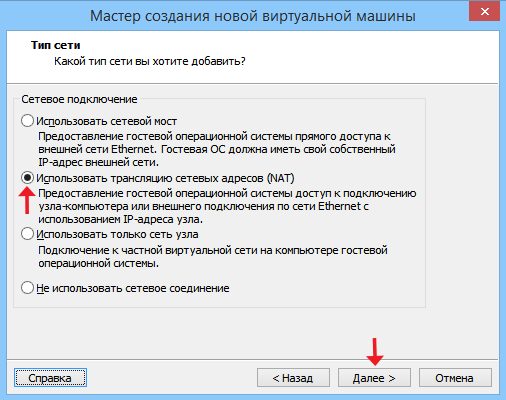 Мастер создания новой виртуальной машины
Тип сети
Какой тип сети вы хотите добавить?
Сетевое подключение
Использовать сетевой мост
Предоставление гостевой операционной системы прямого доступа к
внешней сети Ethernet. Гостевая ОС должна иметь свой собственный
IP-адрес внешней сети.
Использовать трансляцию сетевых адресов (NAT)
Предоставление гостевой операционной системы доступ к подключению
узла-компьютера или внешнего подключения по сети Ethernet с
использованием IP-адреса узла.
Использовать только сеть узла
Подключение к частной виртуальной сети на компьютере гостевой
операционной системы.
Не использовать сетевое соединение
Справка
< Назад
Далее >
Отмена